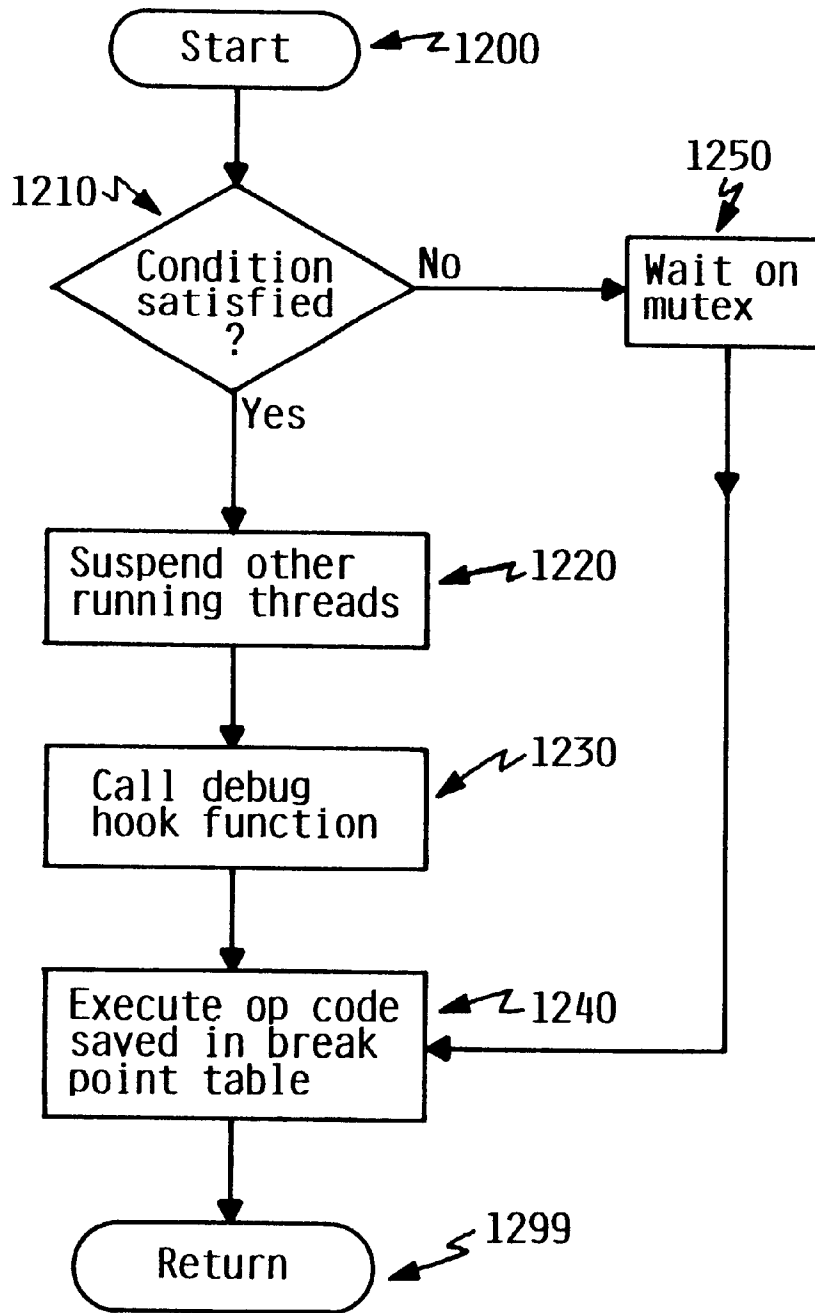 Start
1200
1210
Condition
satisfied
?
No
1250
Wait on
mutex
Yes
Suspend other
running threads
1220
Call debug
hook function
1230
Execute op code
saved in break
point table
1240
Return
1299